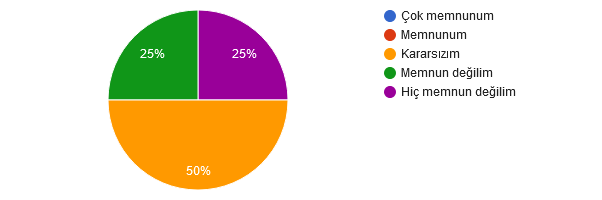 25%
25%
50%
Çok memnunum
Memnunum
Kararsızım
Memnun değilim
Hiç memnun değilim